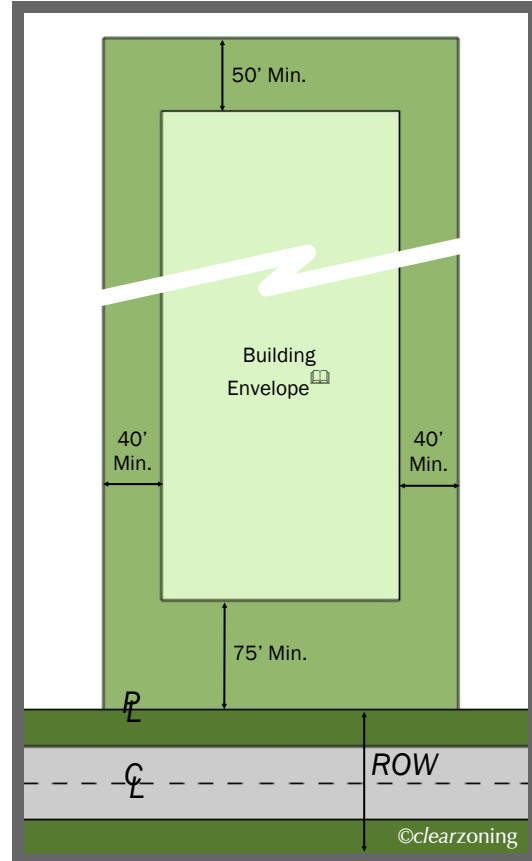 50’ Min.
Building
Envelope
40’
Min.
40’
Min.
75’ Min.
PL
CL
ROW
©clearzoning